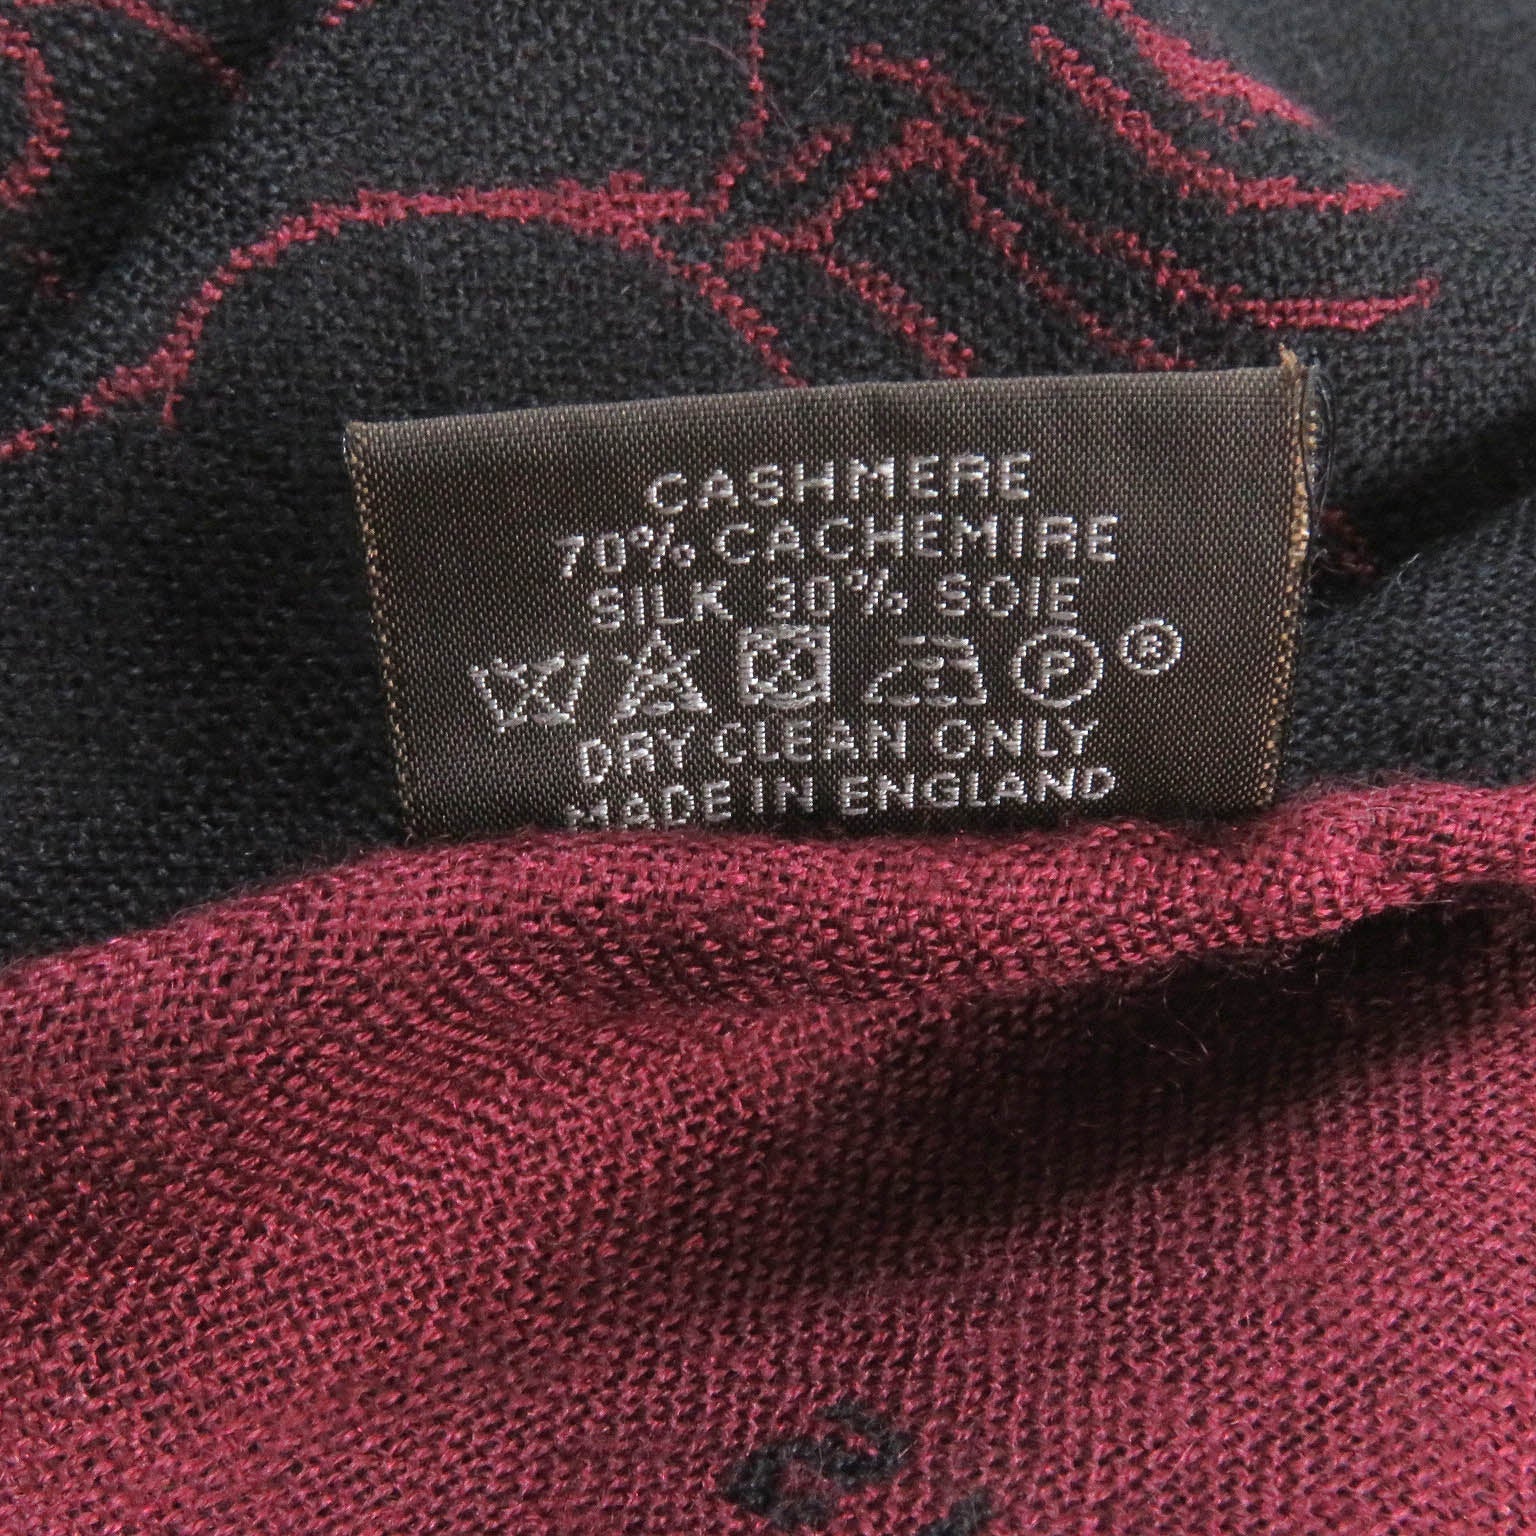 CASHMERE
70% CACHEMIRE
SILK 30% SOIE
P ®
DRY CLEAN ONLY
MADE IN ENGLAND